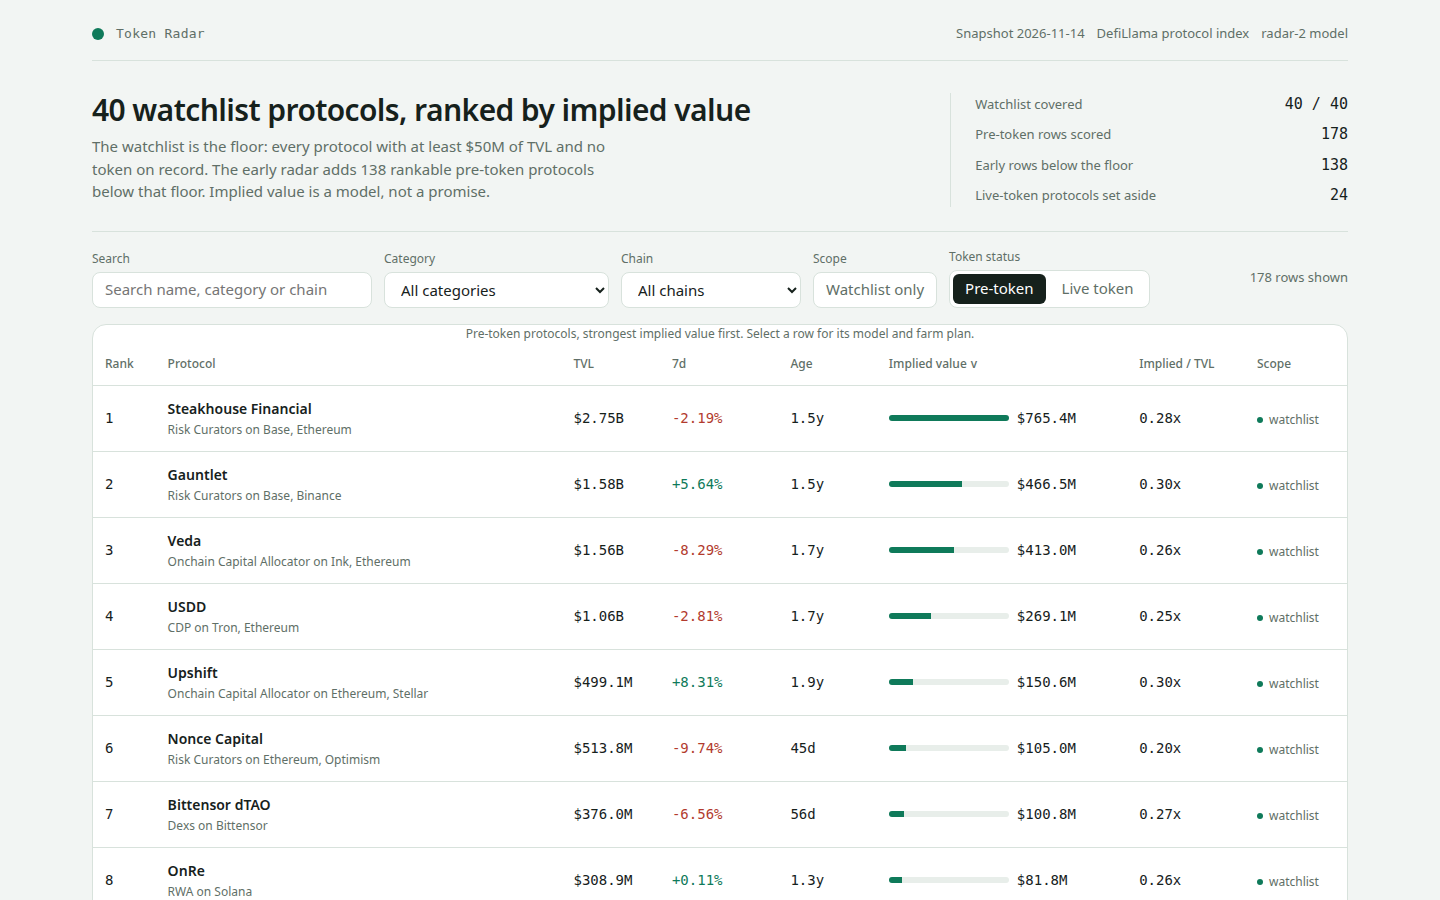 Token Radar
Snapshot 2026-11-14 DefiLlama protocol index radar-2 model
40 watchlist protocols, ranked by implied value
The watchlist is the floor: every protocol with at least $50M of TVL and no
token on record. The early radar adds 138 rankable pre-token protocols
below that floor. Implied value is a model, not a promise.
Watchlist covered 40 / 40
Pre-token rows scored 178
Early rows below the floor 138
Live-token protocols set aside 24
Search Category Chain Scope Token status
Search name, category or chain All categories All chains Watchlist only Pre-token Live token 178 rows shown
Pre-token protocols, strongest implied value first. Select a row for its model and farm plan.
Rank Protocol TVL 7d Age Implied value v Implied / TVL Scope
1 Steakhouse Financial $2.75B -2.19% 1.5y $765.4M 0.28x watchlist
Risk Curators on Base, Ethereum
2 Gauntlet $1.58B +5.64% 1.5y $466.5M 0.30x watchlist
Risk Curators on Base, Binance
3 Veda $1.56B -8.29% 1.7y $413.0M 0.26x watchlist
Onchain Capital Allocator on Ink, Ethereum
4 USDD $1.06B -2.81% 1.7y $269.1M 0.25x watchlist
CDP on Tron, Ethereum
5 Upshift $499.1M +8.31% 1.9y $150.6M 0.30x watchlist
Onchain Capital Allocator on Ethereum, Stellar
6 Nonce Capital $513.8M -9.74% 45d $105.0M 0.20x watchlist
Risk Curators on Ethereum, Optimism
7 Bittensor dTAO $376.0M -6.56% 56d $100.8M 0.27x watchlist
Dexs on Bittensor
8 OnRe $308.9M +0.11% 1.3y $81.8M 0.26x watchlist
RWA on Solana